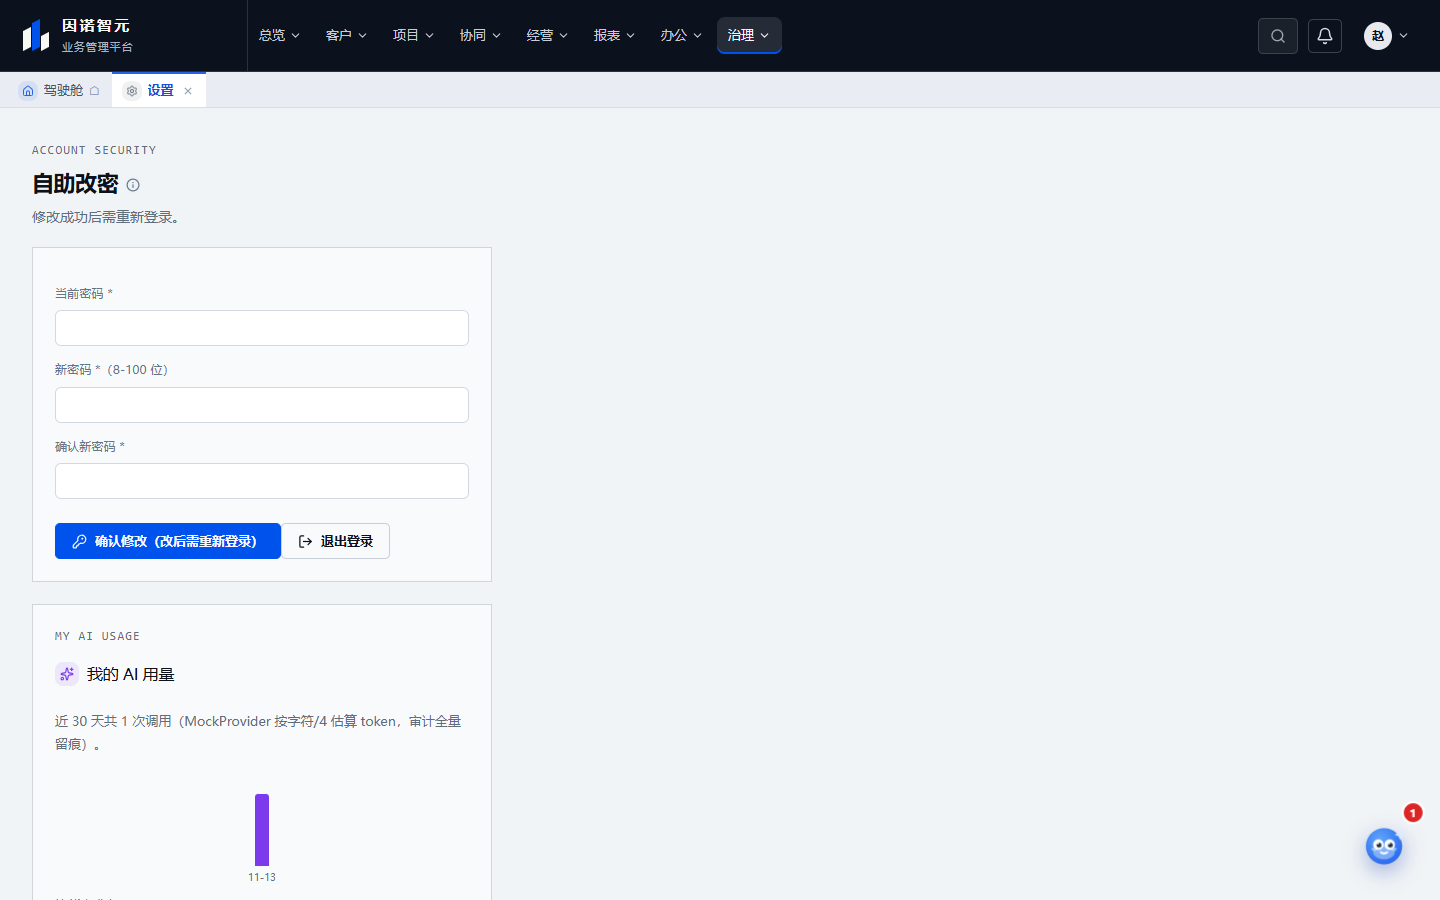 因诺智元
业务管理平台
总览
客户
项目
协同
经营
报表
办公
治理
赵
驾驶舱
设置
ACCOUNT SECURITY
自助改密
修改成功后需重新登录。
当前密码 *
新密码 *（8-100 位）
确认新密码 *
确认修改（改后需重新登录）
退出登录
MY AI USAGE
我的 AI 用量
近 30 天共 1 次调用（MockProvider 按字符/4 估算 token，审计全量
留痕）。
11-13
1